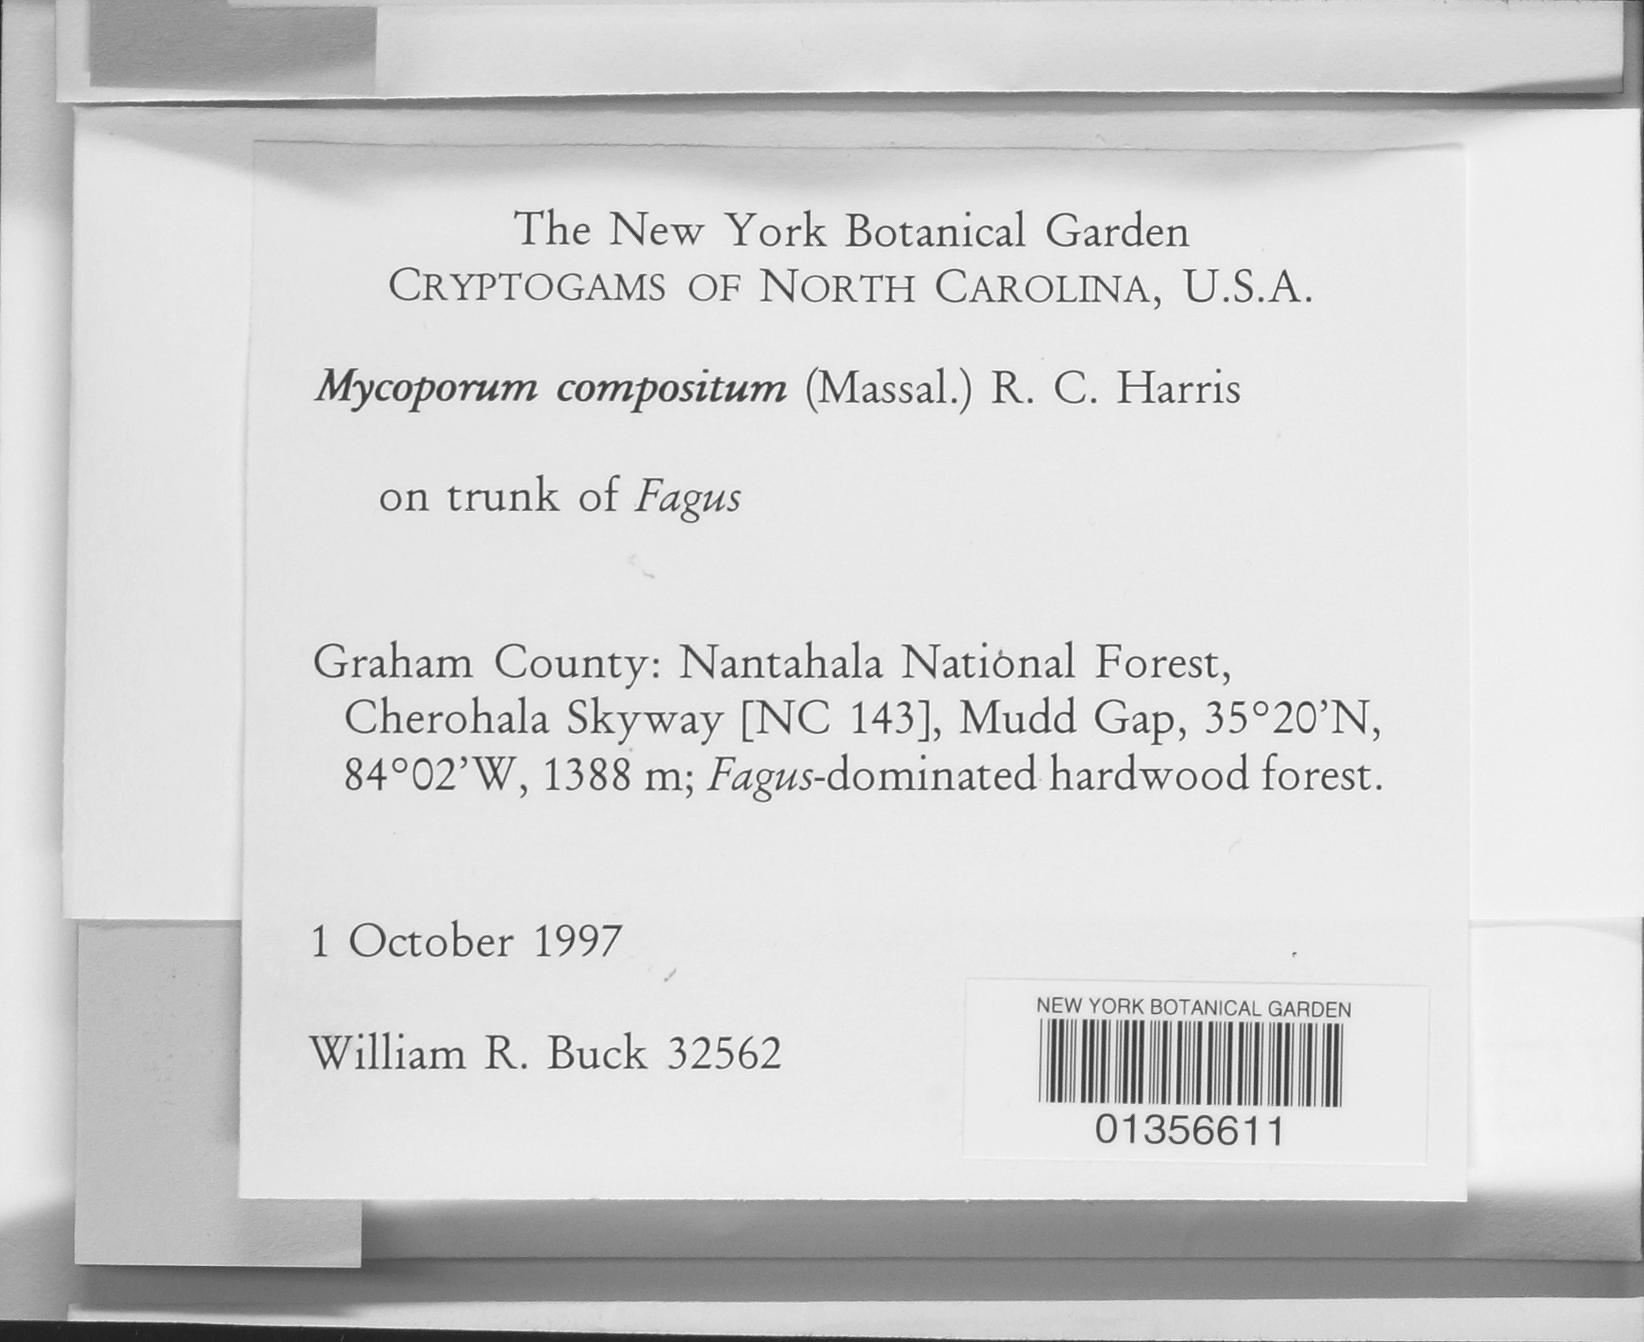 The New York Botanical Garden
CRYPTOGAMS OF NORTH CAROLINA, U.S.A.
Mycoporum compositum (Massal.) R. C. Harris
on trunk of Fagus
Graham County: Nantahala National Forest,
Cherohala Skyway [NC 143], Mudd Gap, 35°20’N,
84°02’W, 1388 m; Fagus-dominated hardwood forest.
1 October 1997
William R. Buck 32562
NEW YORK BOTANICAL GARDEN
01356611